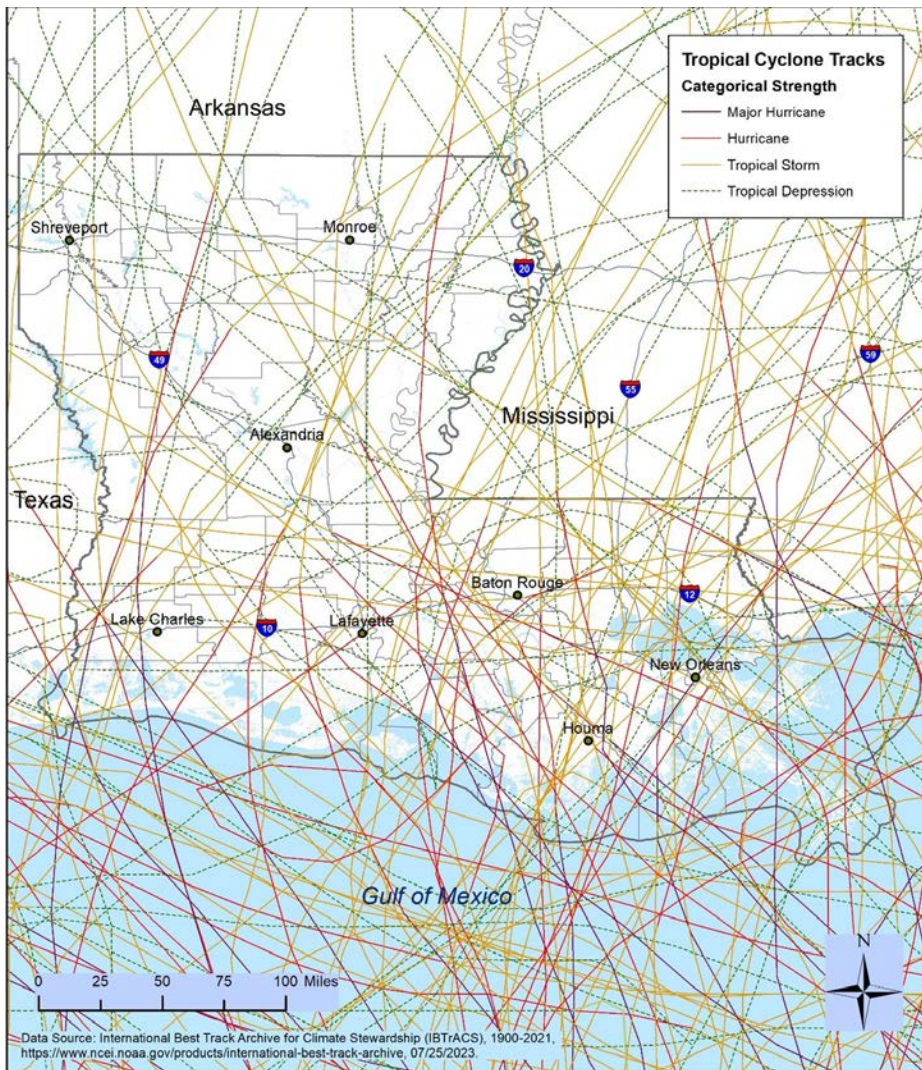 Tropical Cyclone Tracks
Categorical Strength
Major Hurricane
Hurricane
Tropical Storm
Tropical Depression
Arkansas
Shreveport
Monroe
20
49
59
55
Mississippi
Alexandria
Texas
Baton Rouge
12
Lake Charles
10
Lafayette
New Orleans
Houma
Gulf of Mexico
N
0 25 50 75 100 Miles
Data Source: International Best Track Archive for Climate Stewardship (IBTrACS), 1900-2021,
https://www.ncei.noaa.gov/products/international-best-track-archive, 07/25/2023.